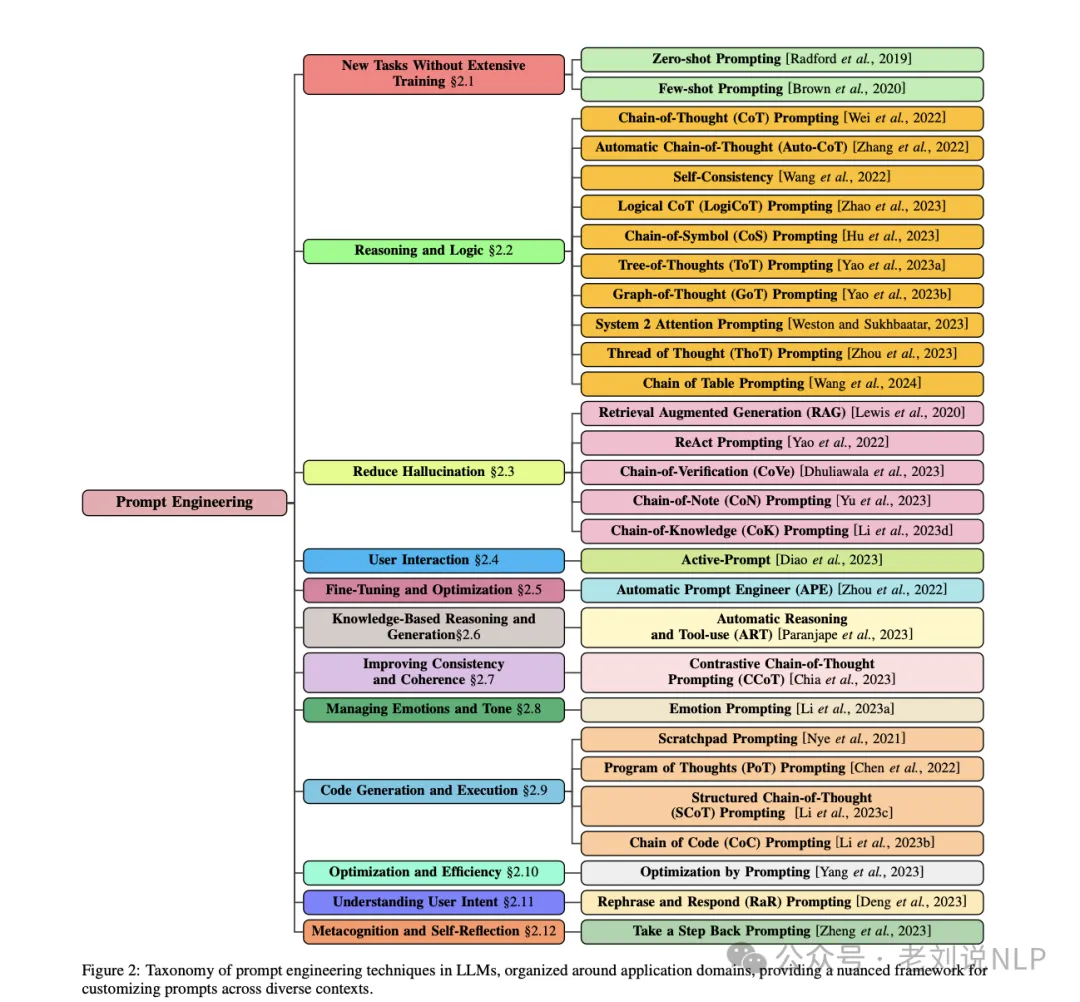 New Tasks Without Extensive
Training §2.1
Zero-shot Prompting [Radford et al., 2019]
Few-shot Prompting [Brown et al., 2020]
Reasoning and Logic §2.2
Chain-of-Thought (CoT) Prompting [Wei et al., 2022]
Automatic Chain-of-Thought (Auto-CoT) [Zhang et al., 2022]
Self-Consistency [Wang et al., 2022]
Logical CoT (LogiCoT) Prompting [Zhao et al., 2023]
Chain-of-Symbol (CoS) Prompting [Hu et al., 2023]
Tree-of-Thoughts (ToT) Prompting [Yao et al., 2023a]
Graph-of-Thought (GoT) Prompting [Yao et al., 2023b]
System 2 Attention Prompting [Weston and Sukhbaatar, 2023]
Thread of Thought (ThoT) Prompting [Zhou et al., 2023]
Chain of Table Prompting [Wang et al., 2024]
Reduce Hallucination §2.3
Retrieval Augmented Generation (RAG) [Lewis et al., 2020]
ReAct Prompting [Yao et al., 2022]
Chain-of-Verification (CoVe) [Dhuliawala et al., 2023]
Chain-of-Note (CoN) Prompting [Yu et al., 2023]
Chain-of-Knowledge (CoK) Prompting [Li et al., 2023d]
Prompt Engineering
User Interaction §2.4
Active-Prompt [Diao et al., 2023]
Fine-Tuning and Optimization §2.5
Automatic Prompt Engineer (APE) [Zhou et al., 2022]
Knowledge-Based Reasoning and
Generation§2.6
Automatic Reasoning
and Tool-use (ART) [Paranjape et al., 2023]
Improving Consistency
and Coherence §2.7
Contrastive Chain-of-Thought
Prompting (CCoT) [Chia et al., 2023]
Managing Emotions and Tone §2.8
Emotion Prompting [Li et al., 2023a]
Code Generation and Execution §2.9
Scratchpad Prompting [Nye et al., 2021]
Program of Thoughts (PoT) Prompting [Chen et al., 2022]
Structured Chain-of-Thought
(SCoT) Prompting [Li et al., 2023c]
Chain of Code (CoC) Prompting [Li et al., 2023b]
Optimization and Efficiency §2.10
Optimization by Prompting [Yang et al., 2023]
Understanding User Intent §2.11
Rephrase and Respond (RaR) Prompting [Deng et al., 2023]
Metacognition and Self-Reflection §2.12
Take a Step Back Prompting [Zheng et al., 2023]
公众号·老刘说NLP
Figure 2: Taxonomy of prompt engineering techniques in LLMs, organized around application domains, providing a nuanced framework for
customizing prompts across diverse contexts.